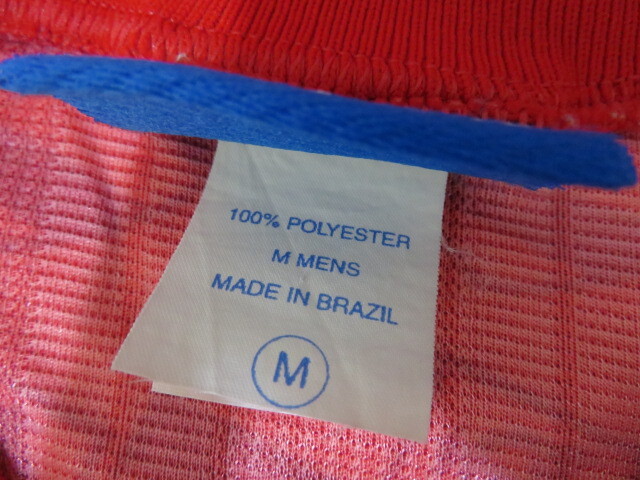 100% POLYESTER
M MENS
MADE IN BRAZIL
M